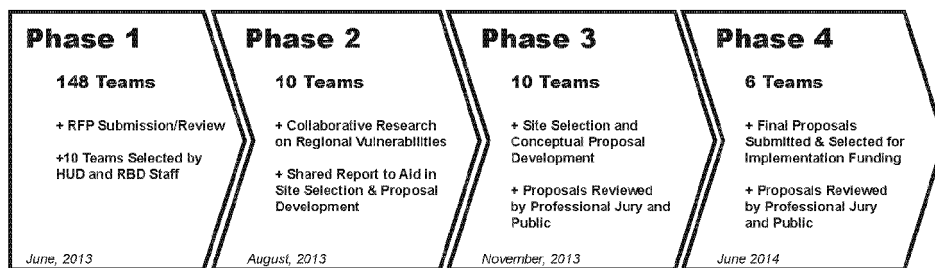 Phase 1
148 Teams
+ RFP Submission/Review
+10 Teams Selected by
HUD and RBD Staff
June, 2013
Phase 2
10 Teams
+ Collaborative Research
on Regional Vulnerabilities
+ Shared Report to Aid in
Site Selection & Proposal
Development
August, 2013
Phase 3
10 Teams
+ Site Selection and
Conceptual Proposal
Development
+ Proposals Reviewed
by Professional Jury and
Public
November, 2013
Phase 4
6 Teams
+ Final Proposals
Submitted & Selected for
Implementation Funding
+ Proposals Reviewed
by Professional Jury
and Public
June 2014